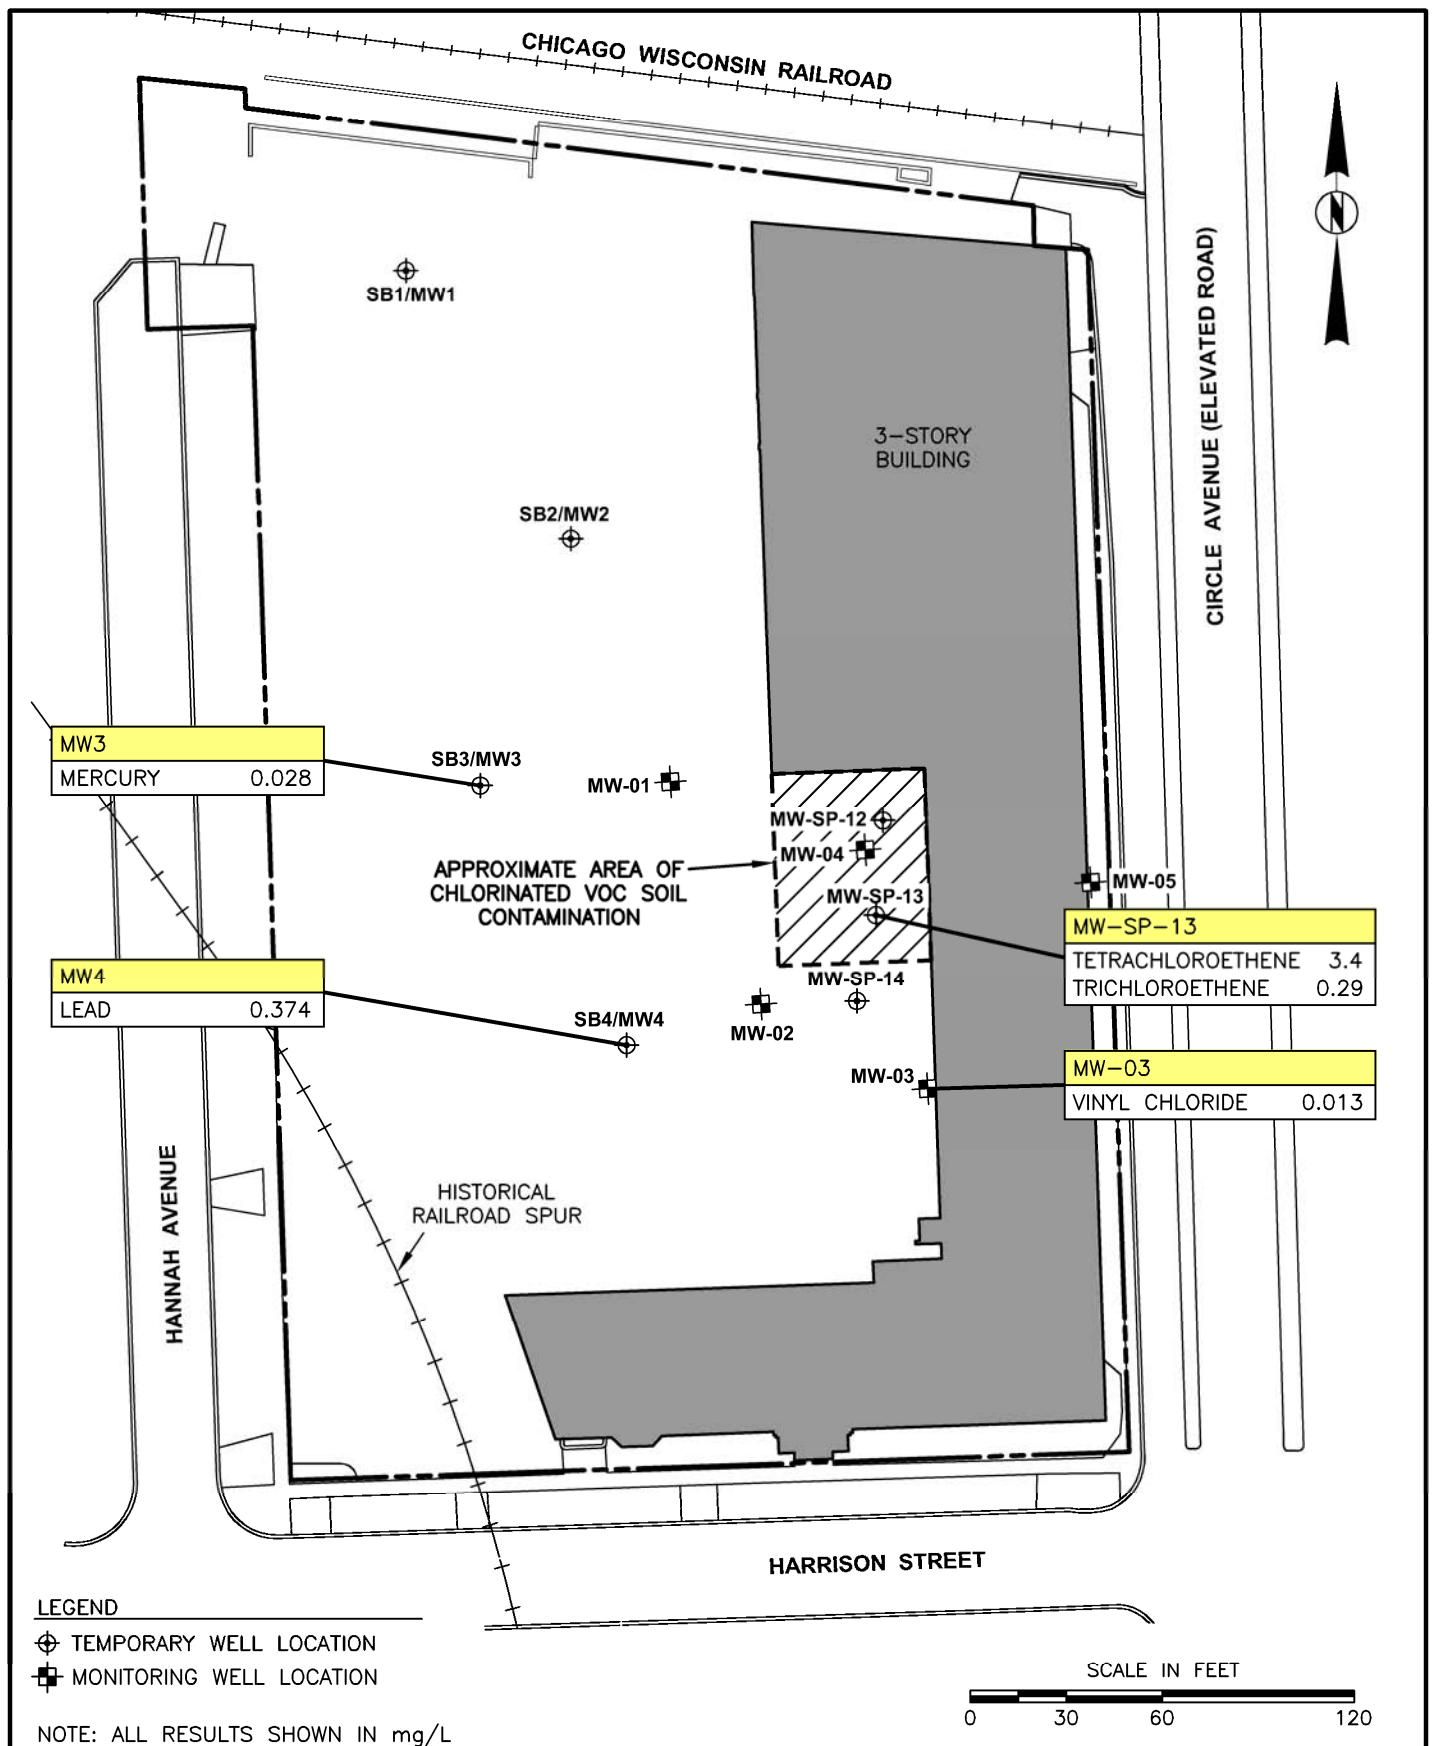 CHICAGO WISCONSIN RAILROAD
N
SB1/MW1
CIRCLE AVENUE (ELEVATED ROAD)
3-STORY
BUILDING
SB2/MW2
MW3
MERCURY 0.028
SB3/MW3
MW-01
MW-SP-12
MW-04
APPROXIMATE AREA OF
CHLORINATED VOC SOIL
CONTAMINATION
MW-SP-13
MW-05
MW-SP-13
TETRACHLOROETHENE 3.4
TRICHLOROETHENE 0.29
MW4
LEAD 0.374
MW-SP-14
SB4/MW4
MW-02
MW-03
MW-03
VINYL CHLORIDE 0.013
HANNAH AVENUE
HISTORICAL
RAILROAD SPUR
HARRISON STREET
LEGEND
TEMPORARY WELL LOCATION
MONITORING WELL LOCATION
NOTE: ALL RESULTS SHOWN IN mg/L
SCALE IN FEET
0 30 60 120